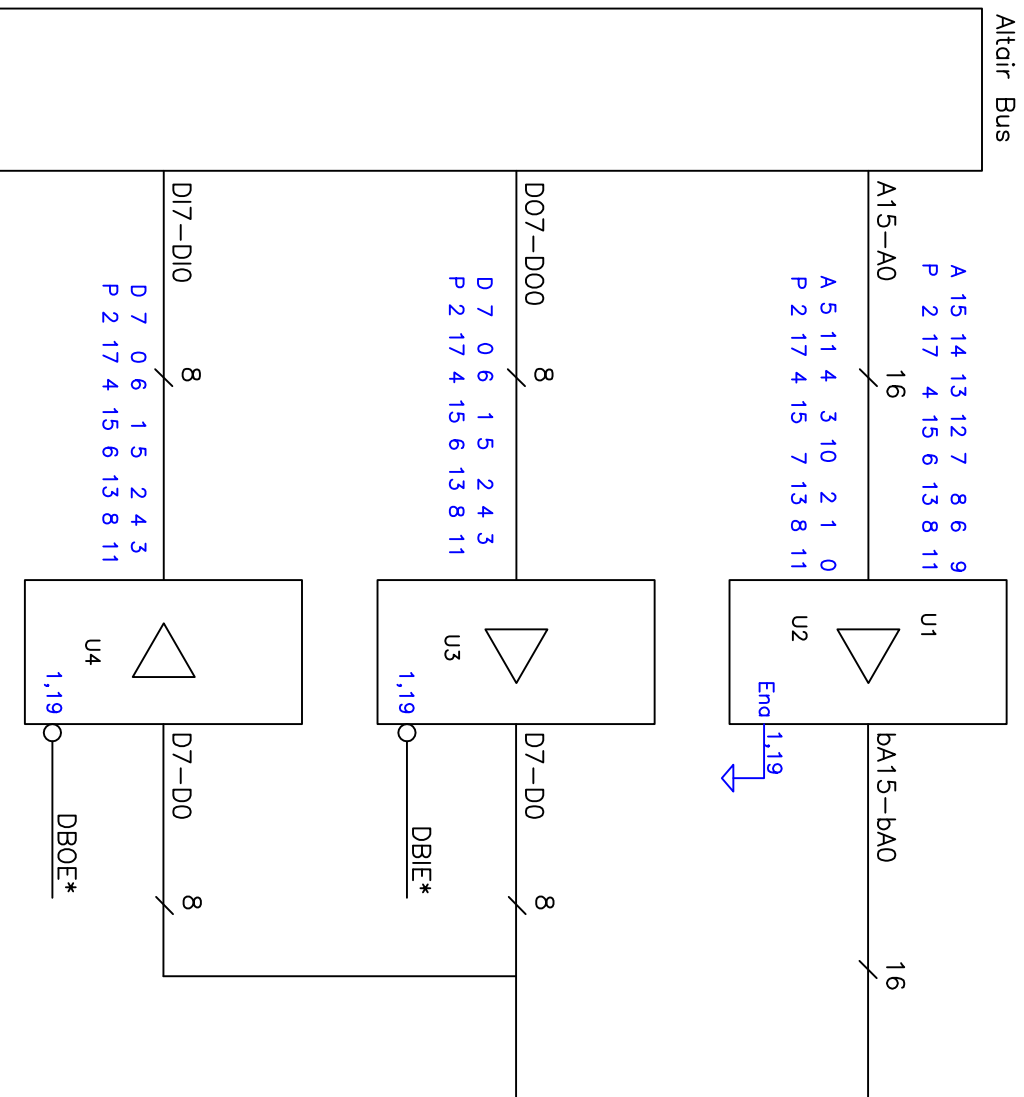 Altair Bus
A15-A0
A 15 14 13 12 7 8 6 9
P 2 17 4 15 6 13 8 11
16
A 5 11 4 3 10 2 1 0
P 2 17 4 15 7 13 8 11
U1
U2
Ena
1,19
bA15-bA0
16
DO7-DO0
8
D 7 0 6 1 5 2 4 3
P 2 17 4 15 6 13 8 11
U3
1,19
D7-D0
DBIE*
8
DI7-DI0
8
D 7 0 6 1 5 2 4 3
P 2 17 4 15 6 13 8 11
U4
1,19
D7-D0
DBOE*
8